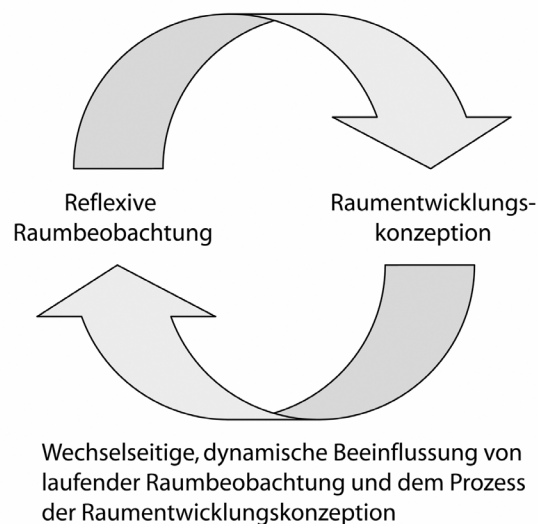 Reflexive
Raumbeobachtung
Raumentwicklungs-
konzeption
Wechselseitige, dynamische Beeinflussung von
laufender Raumbeobachtung und dem Prozess
der Raumentwicklungskonzeption